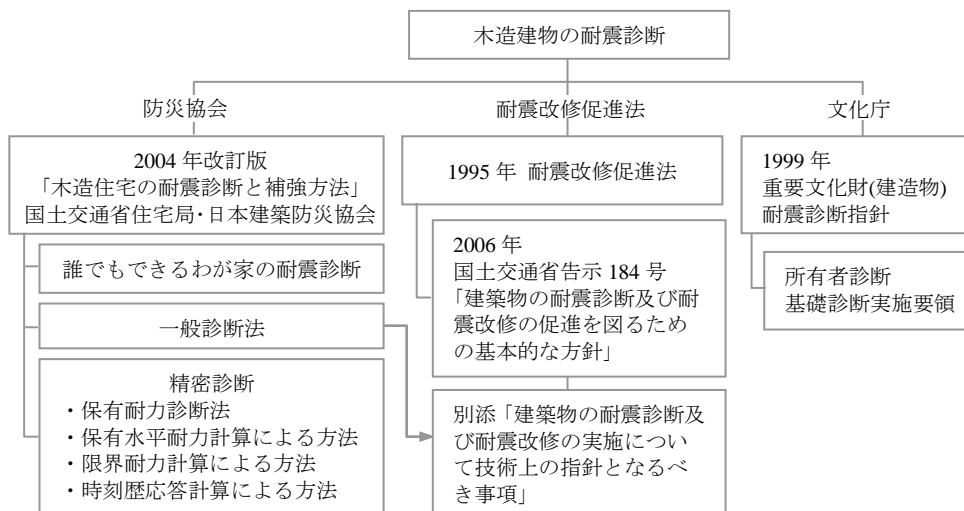 木造建物の耐震診断
防災協会
2004 年改訂版
「木造住宅の耐震診断と補強方法」
国土交通省住宅局・日本建築防災協会
誰でもできるわが家の耐震診断
一般診断法
精密診断
・保有耐力診断法
・保有水平耐力計算による方法
・限界耐力計算による方法
・時刻歴応答計算による方法
耐震改修促進法
1995 年 耐震改修促進法
2006 年
国土交通省告示 184 号
「建築物の耐震診断及び耐
震改修の促進を図るため
の基本的な方針」
別添「建築物の耐震診断及
び耐震改修の実施につい
て技術上の指針となるべ
き事項」
文化庁
1999 年
重要文化財(建造物)
耐震診断指針
所有者診断
基礎診断実施要領